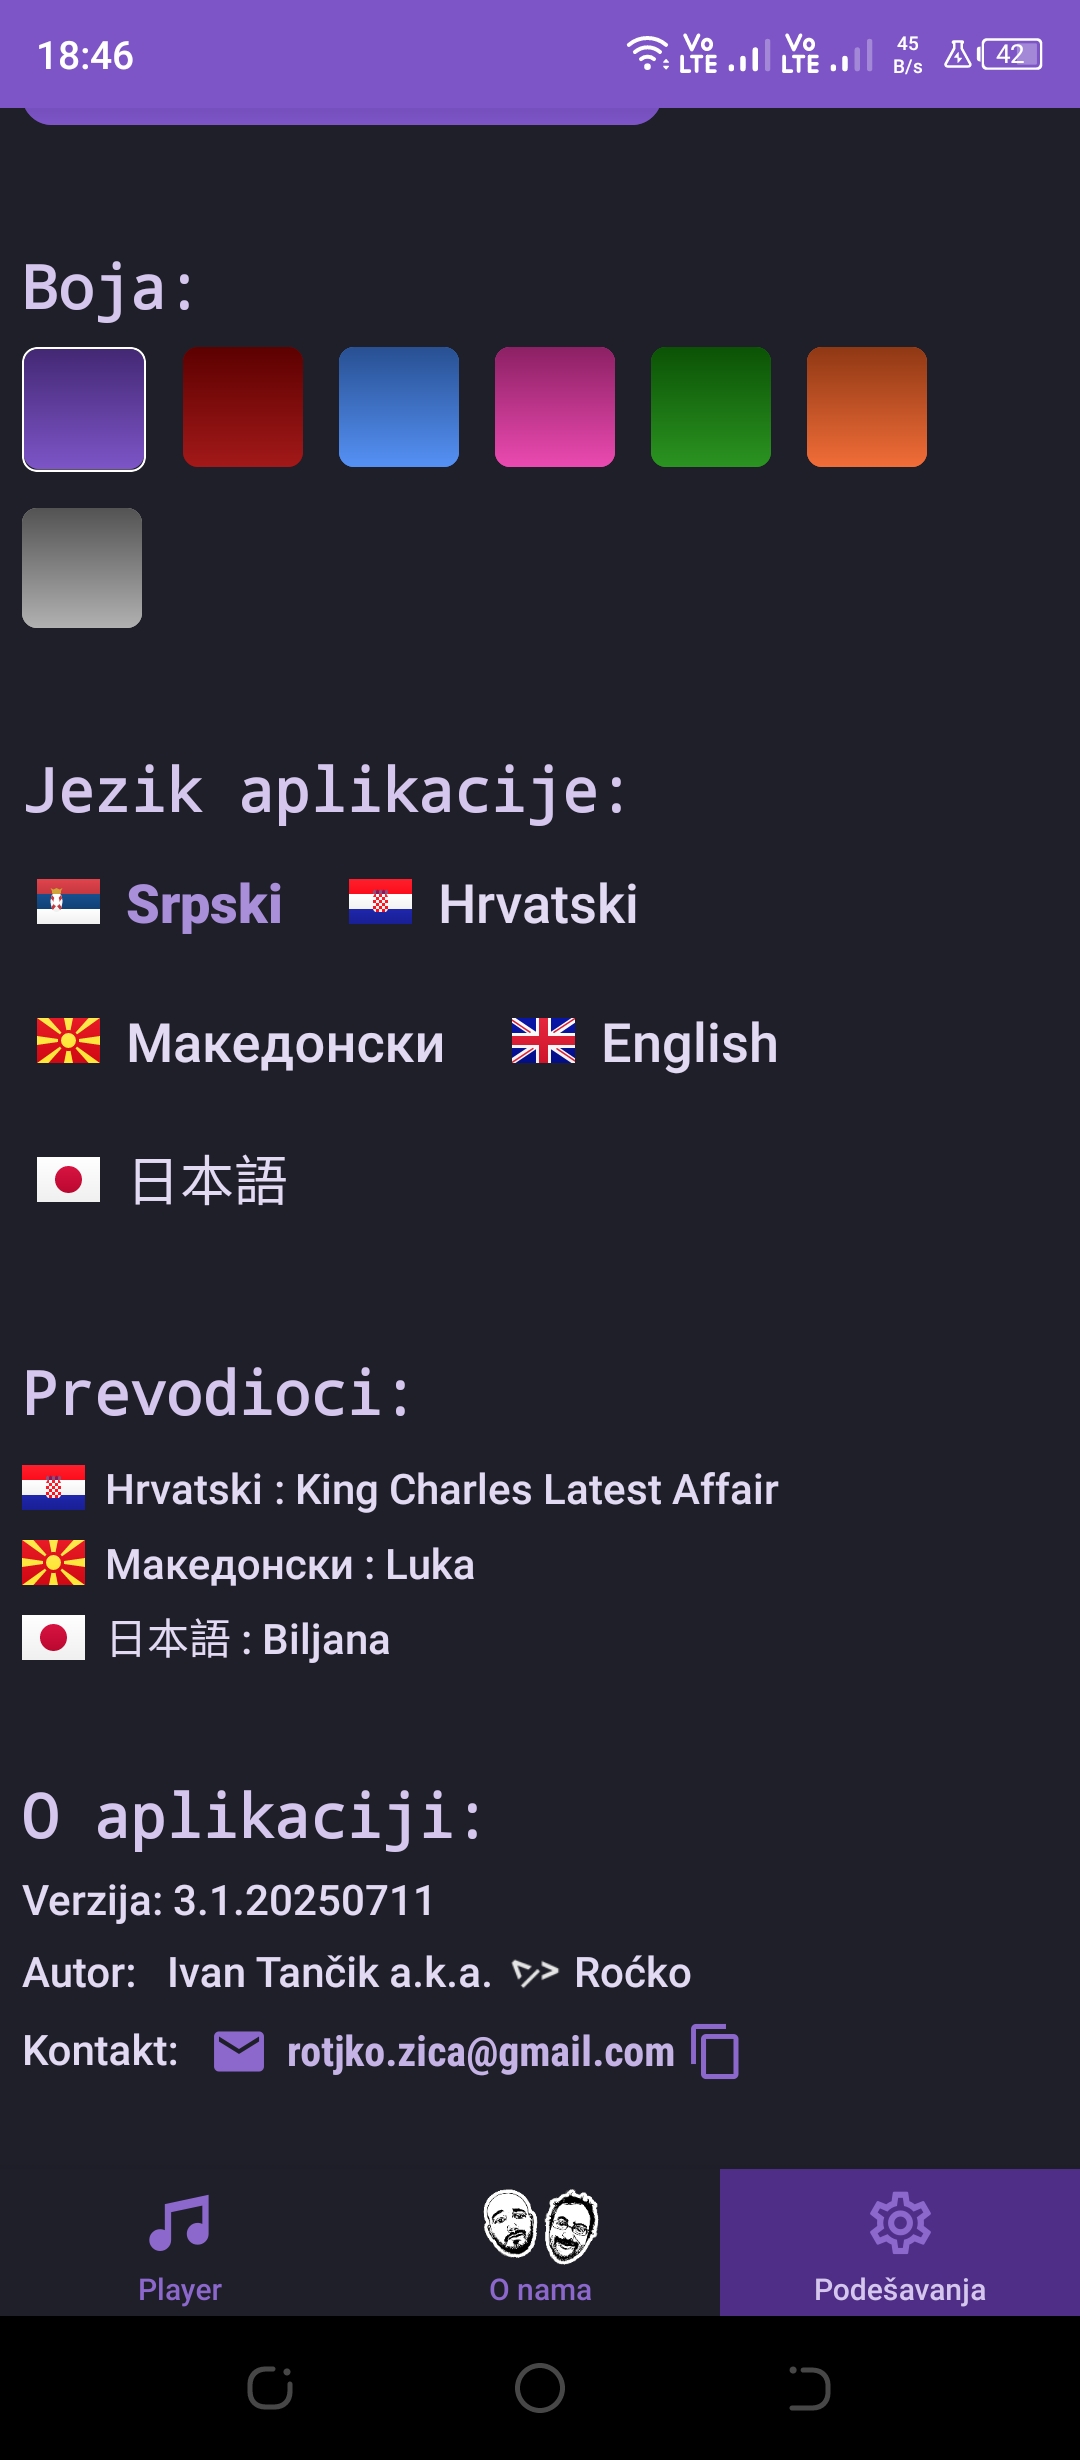 18:46 Vo LTE Vo LTE 45 B/s 42
Boja:
Jezik aplikacije:
Srpski Hrvatski
Македонски English
日本語
Prevodioci:
Hrvatski : King Charles Latest Affair
Македонски : Luka
日本語 : Biljana
O aplikaciji:
Verzija: 3.1.20250711
Autor: Ivan Tančik a.k.a. Roćko
Kontakt: rotjko.zica@gmail.com
Player O nama Podešavanja